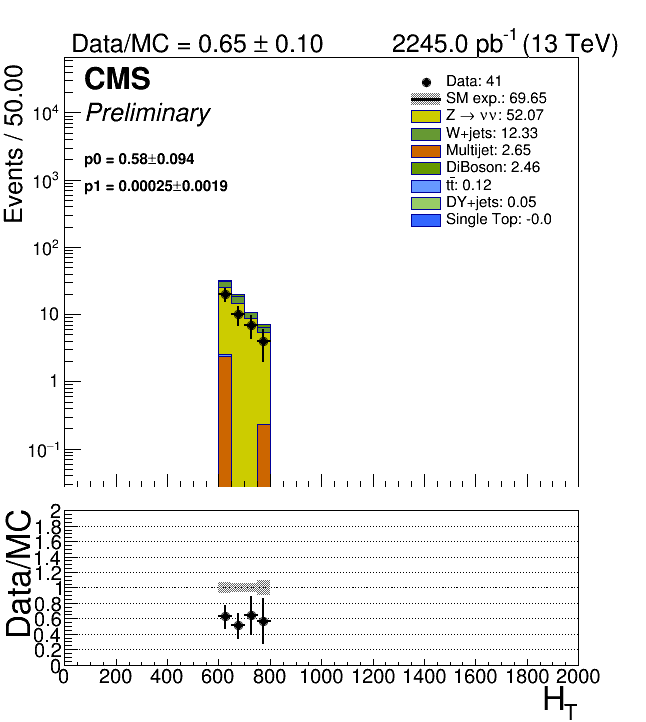 Data/MC = 0.65 ± 0.10
2245.0 pb⁻¹ (13 TeV)
CMS
Preliminary
p0 = 0.58±0.094
p1 = 0.00025±0.0019
Data: 41
SM exp.: 69.65
Z → νν: 52.07
W+jets: 12.33
Multijet: 2.65
DiBoson: 2.46
tt̄: 0.12
DY+jets: 0.05
Single Top: -0.0
Events / 50.00
10⁴
10³
10²
10
1
10⁻¹
Data/MC
2
1.8
1.6
1.4
1.2
1
0.8
0.6
0.4
0.2
0
0 200 400 600 800 1000 1200 1400 1600 1800 2000
H_T